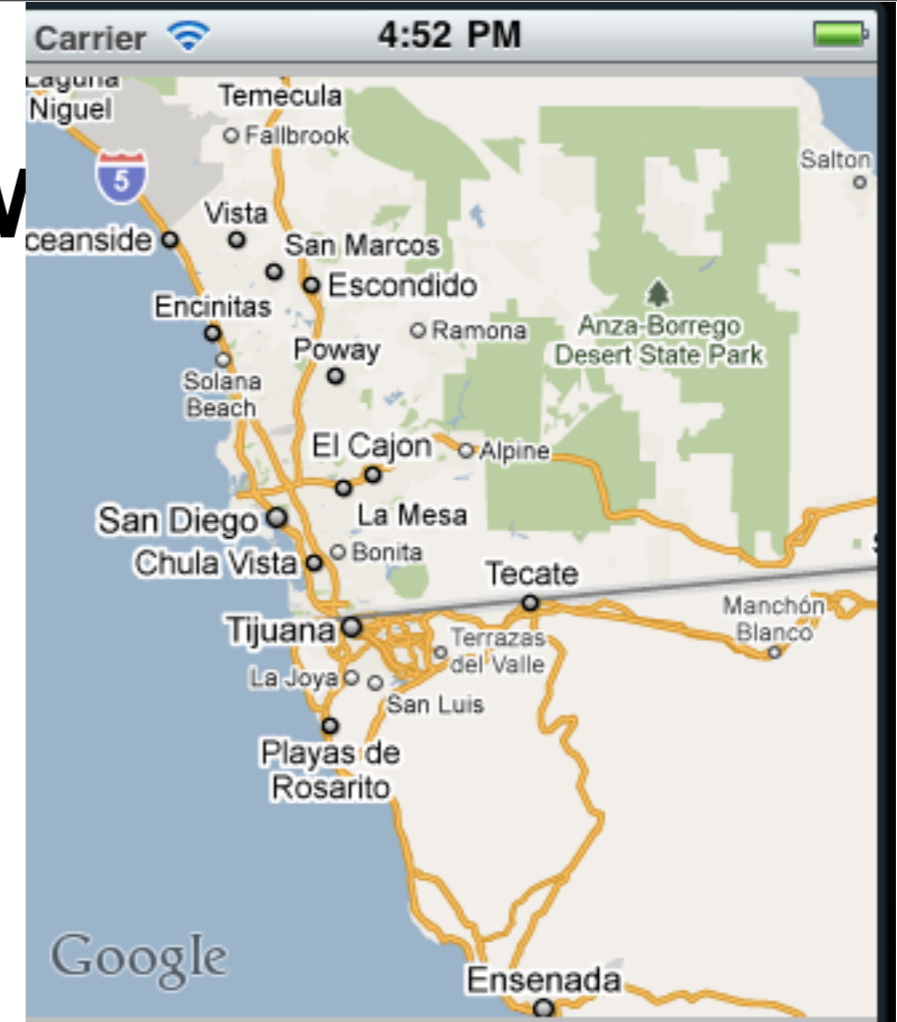 Carrier
4:52 PM
Laguna
Niguel
Temecula
Fallbrook
5
Salton
Vista
ceanside
San Marcos
Escondido
Encinitas
Ramona
Anza-Borrego
Desert State Park
Poway
Solana
Beach
El Cajon
Alpine
San Diego
La Mesa
Chula Vista
Bonita
Tecate
Manchón
Blanco
Tijuana
Terrazas
del Valle
La Joya
San Luis
Playas de
Rosarito
Google
Ensenada